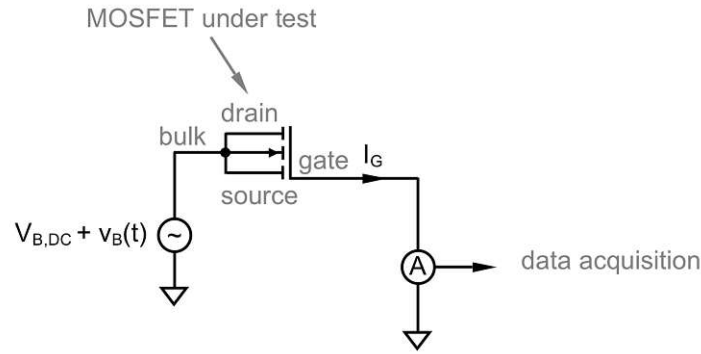 MOSFET under test
drain
bulk
gate
I_G
source
V_B,DC + v_B(t)
~
A
data acquisition